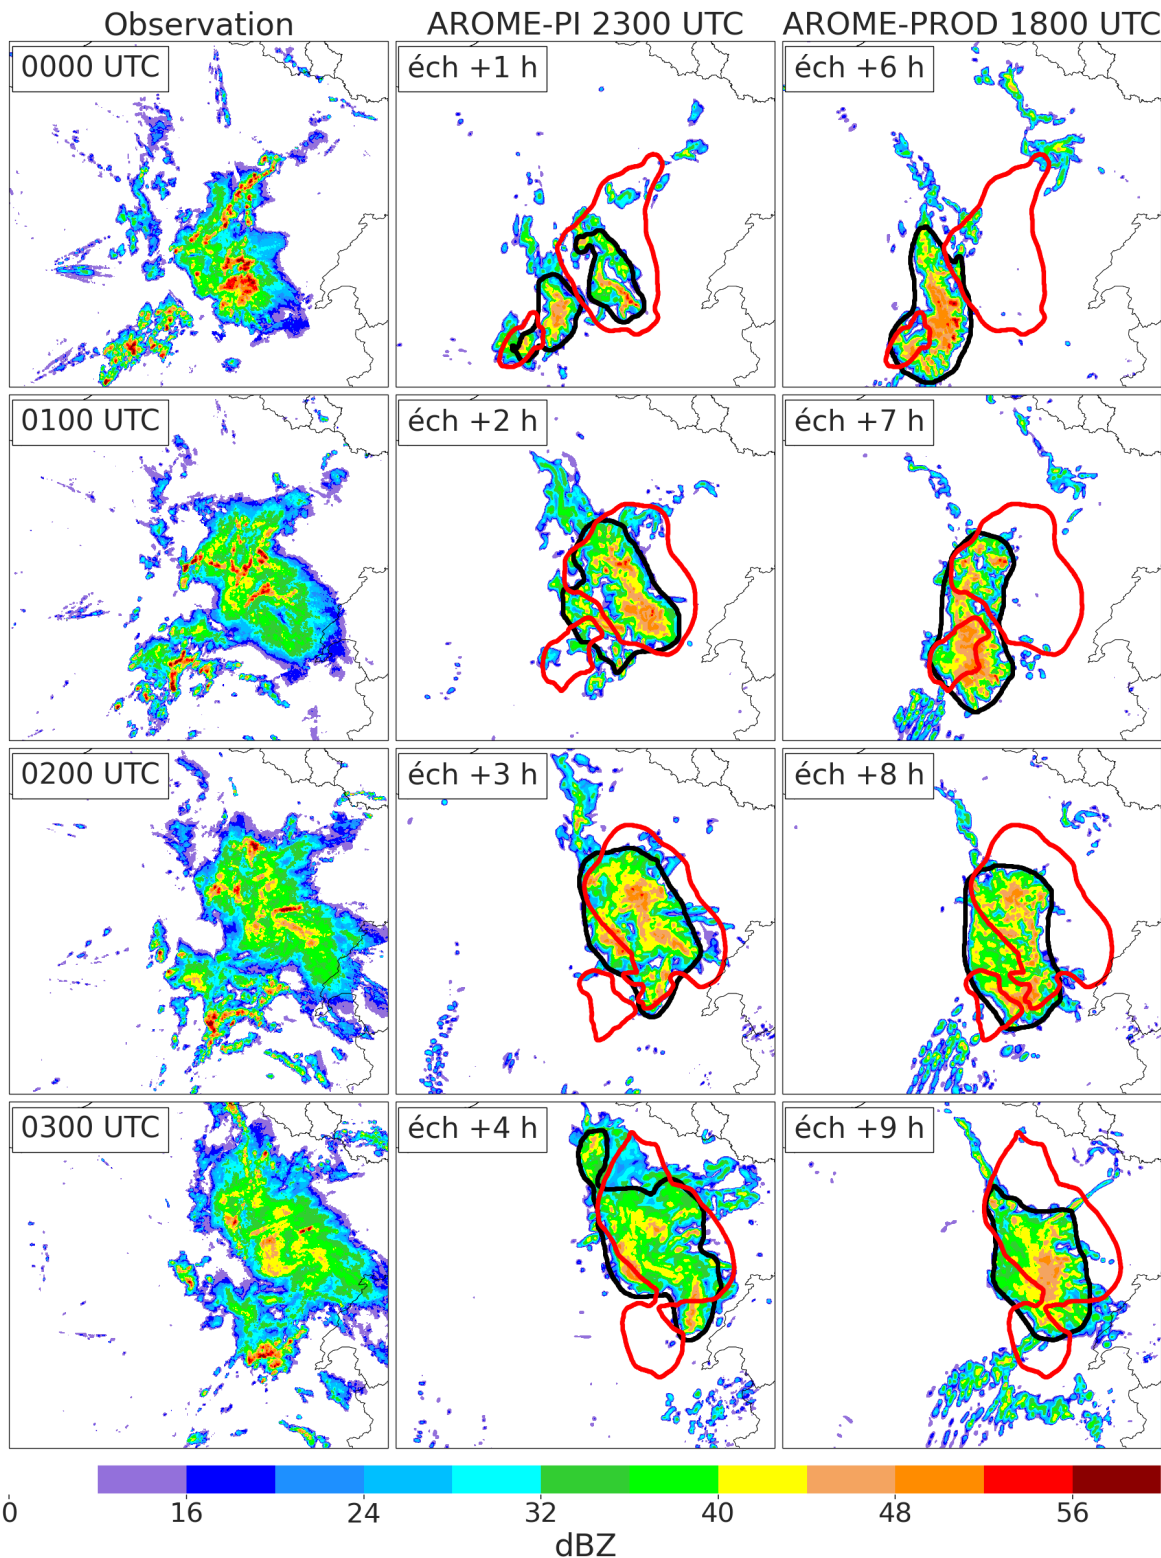 Observation AROME-PI 2300 UTC AROME-PROD 1800 UTC
0000 UTC éch +1 h éch +6 h
0100 UTC éch +2 h éch +7 h
0200 UTC éch +3 h éch +8 h
0300 UTC éch +4 h éch +9 h
0 16 24 32 40 48 56
dBZ